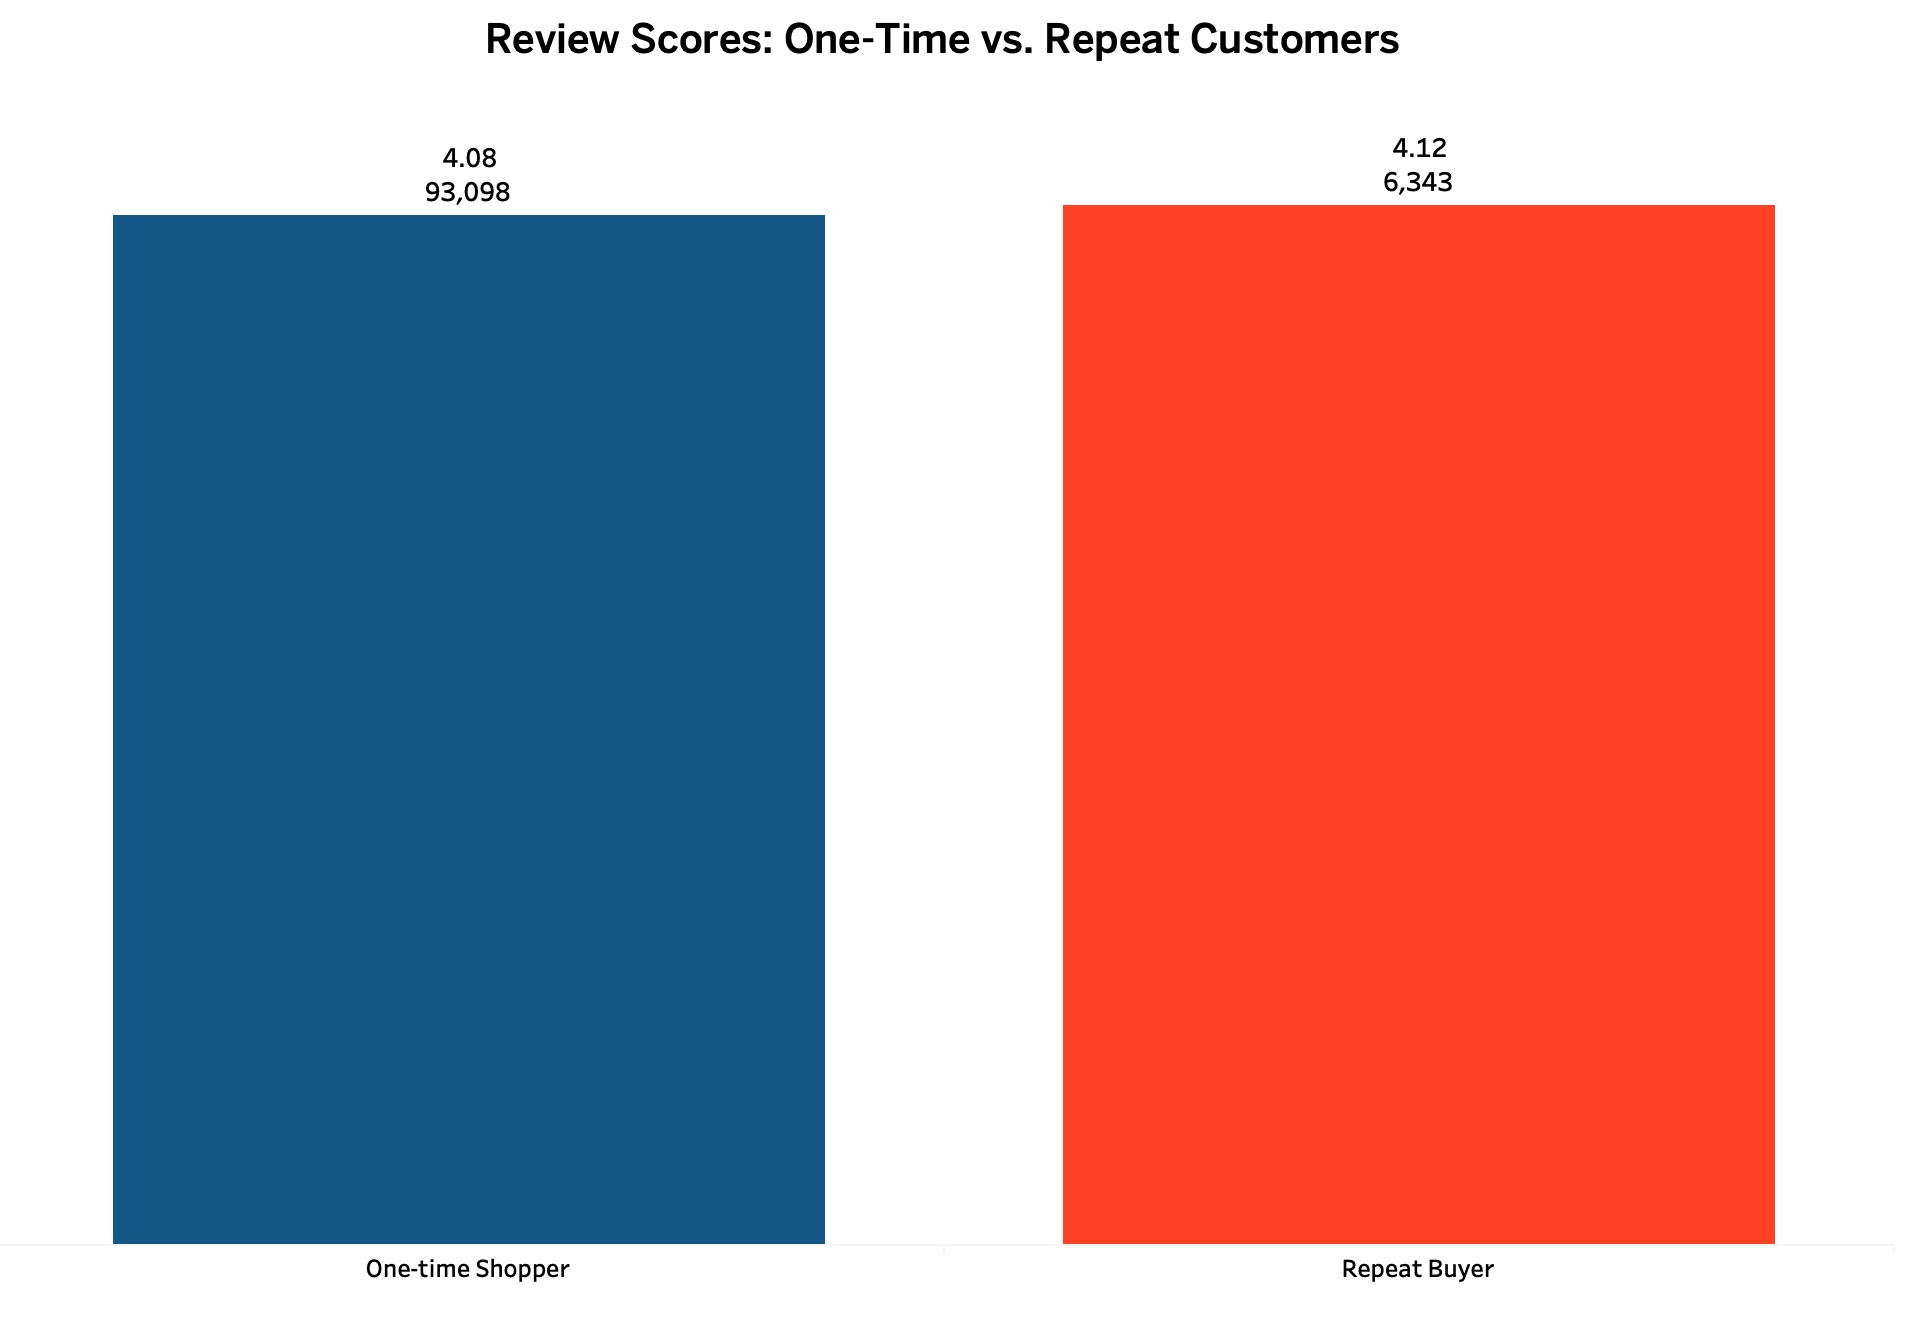 Review Scores: One-Time vs. Repeat Customers
4.08
93,098
4.12
6,343
One-time Shopper
Repeat Buyer